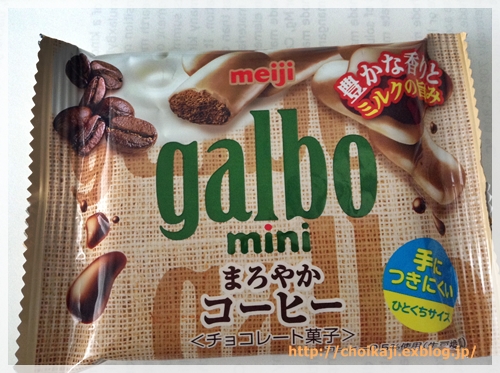 meiji
豊かな香りと
ミルクの旨み
galbo
mini
まろやか
コーヒー
<チョコレート菓子>
手に
つきにくい
ひとくちサイズ
http://choikaji.exblog.jp/